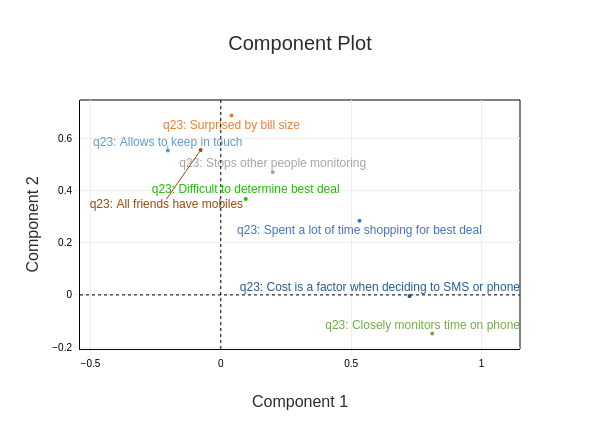 Component Plot
q23: Surprised by bill size
q23: Allows to keep in touch
q23: Stops other people monitoring
q23: Difficult to determine best deal
q23: All friends have mobiles
q23: Spent a lot of time shopping for best deal
q23: Cost is a factor when deciding to SMS or phone
q23: Closely monitors time on phone
Component 2
0.6
0.4
0.2
0
−0.2
−0.5
0
0.5
1
Component 1